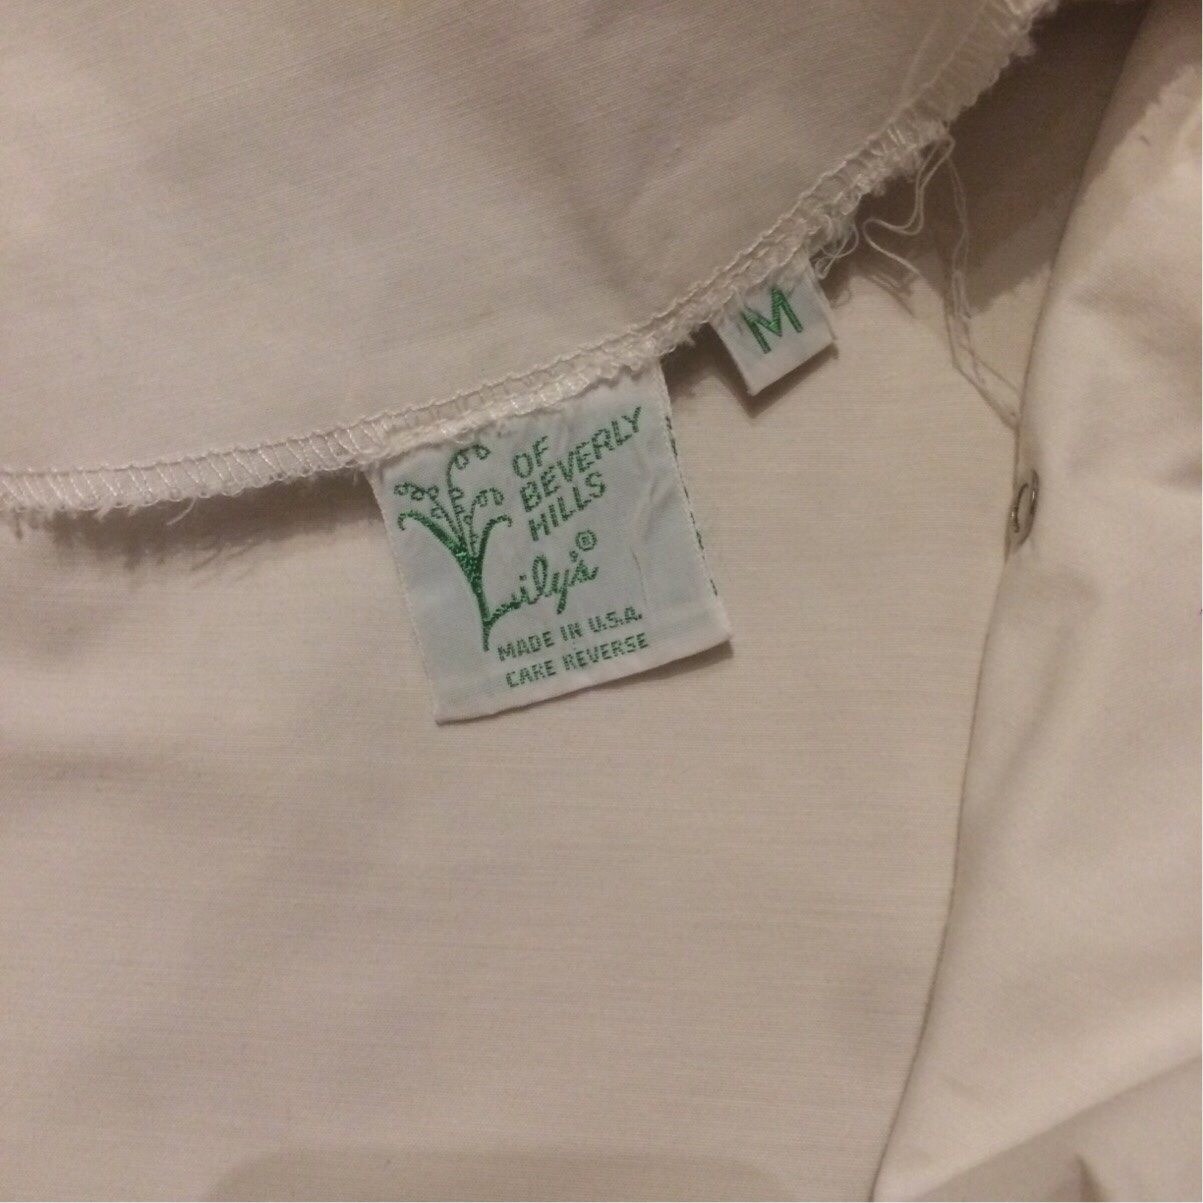 M
OF
BEVERLY
HILLS
Lily's®
MADE IN U.S.A.
CARE REVERSE